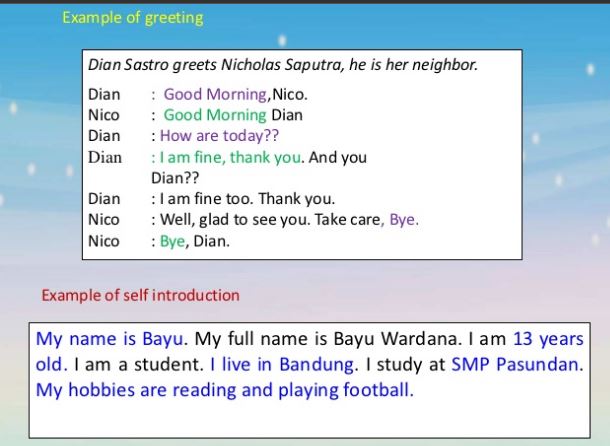 Example of greeting
Dian Sastro greets Nicholas Saputra, he is her neighbor.
Dian : Good Morning,Nico.
Nico : Good Morning Dian
Dian : How are today??
Dian : I am fine, thank you. And you
Dian??
Dian : I am fine too. Thank you.
Nico : Well, glad to see you. Take care, Bye.
Nico : Bye, Dian.
Example of self introduction
My name is Bayu. My full name is Bayu Wardana. I am 13 years
old. I am a student. I live in Bandung. I study at SMP Pasundan.
My hobbies are reading and playing football.